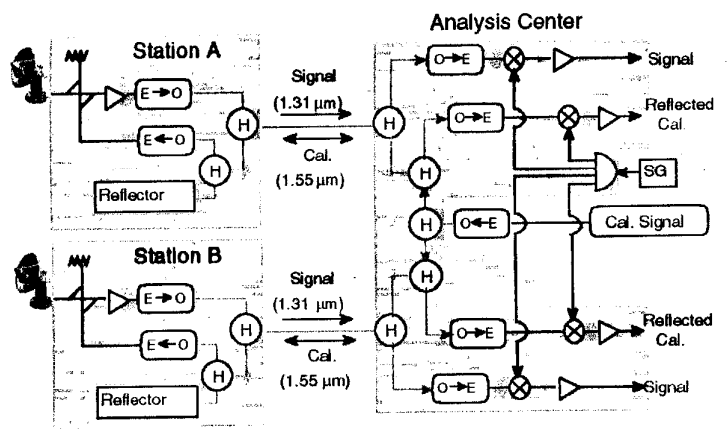 Analysis Center
Station A
E→O
E←O
H
H
Reflector
Signal
(1.31 μm)
Cal.
(1.55 μm)
H
H
H
H
H
O→E
Signal
O→E
Reflected
Cal.
SG
O←E
Cal. Signal
O→E
Reflected
Cal.
O→E
Signal
Station B
E→O
E←O
H
H
Reflector
Signal
(1.31 μm)
Cal.
(1.55 μm)